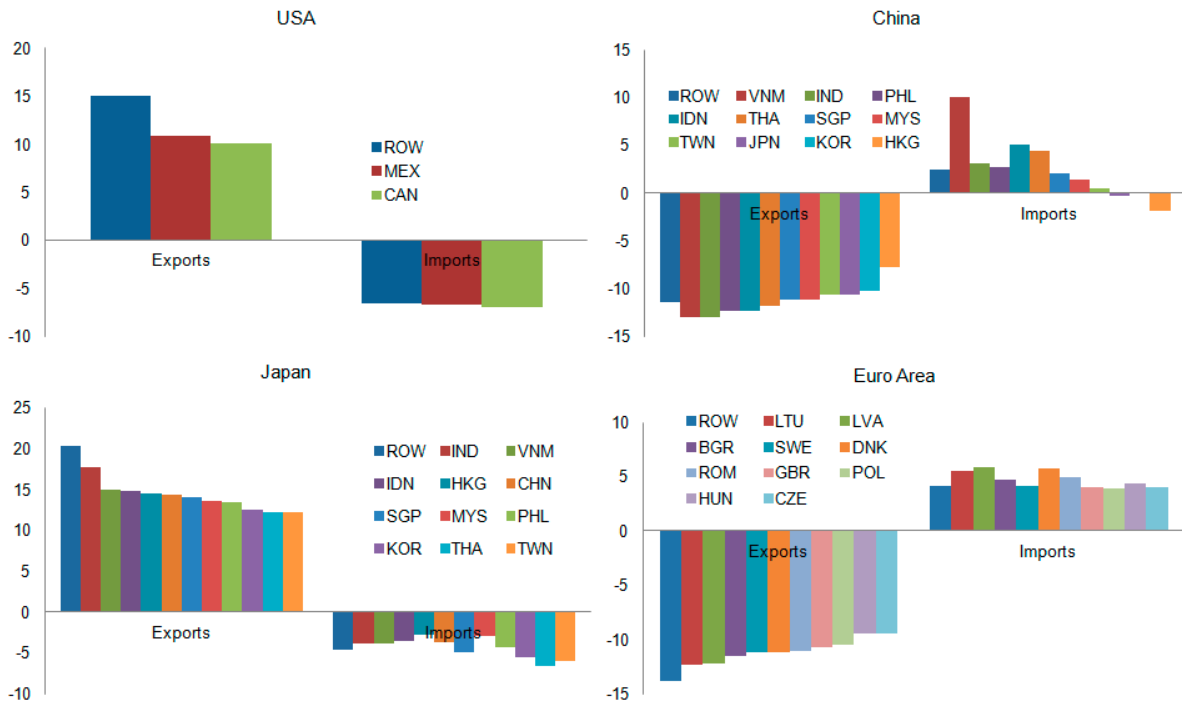 USA
20
15
10
5
0
-5
-10
ROW
MEX
CAN
Exports
Imports
China
15
10
5
0
-5
-10
-15
ROW VNM IND PHL
IDN THA SGP MYS
TWN JPN KOR HKG
Exports
Imports
Japan
25
20
15
10
5
0
-5
-10
ROW IND VNM
IDN HKG CHN
SGP MYS PHL
KOR THA TWN
Exports
Imports
Euro Area
10
5
0
-5
-10
-15
ROW LTU LVA
BGR SWE DNK
ROM GBR POL
HUN CZE
Exports
Imports